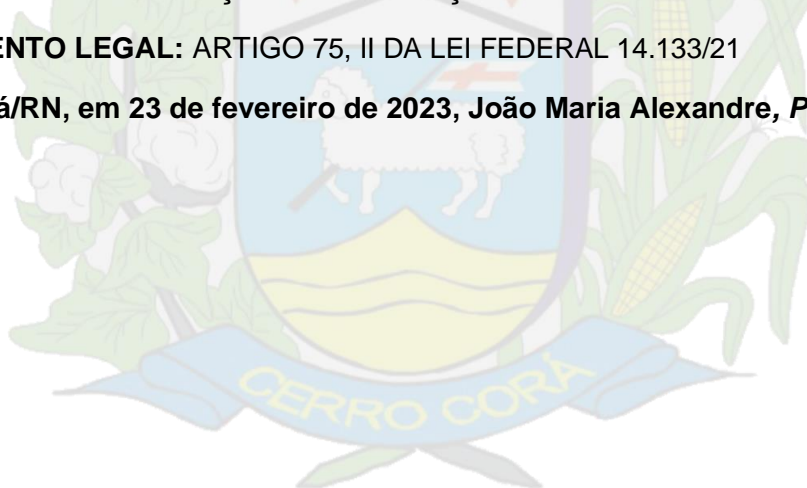 ENTO LEGAL: ARTIGO 75, II DA LEI FEDERAL 14.133/21
á/RN, em 23 de fevereiro de 2023, João Maria Alexandre, P
CERRO CORÁ